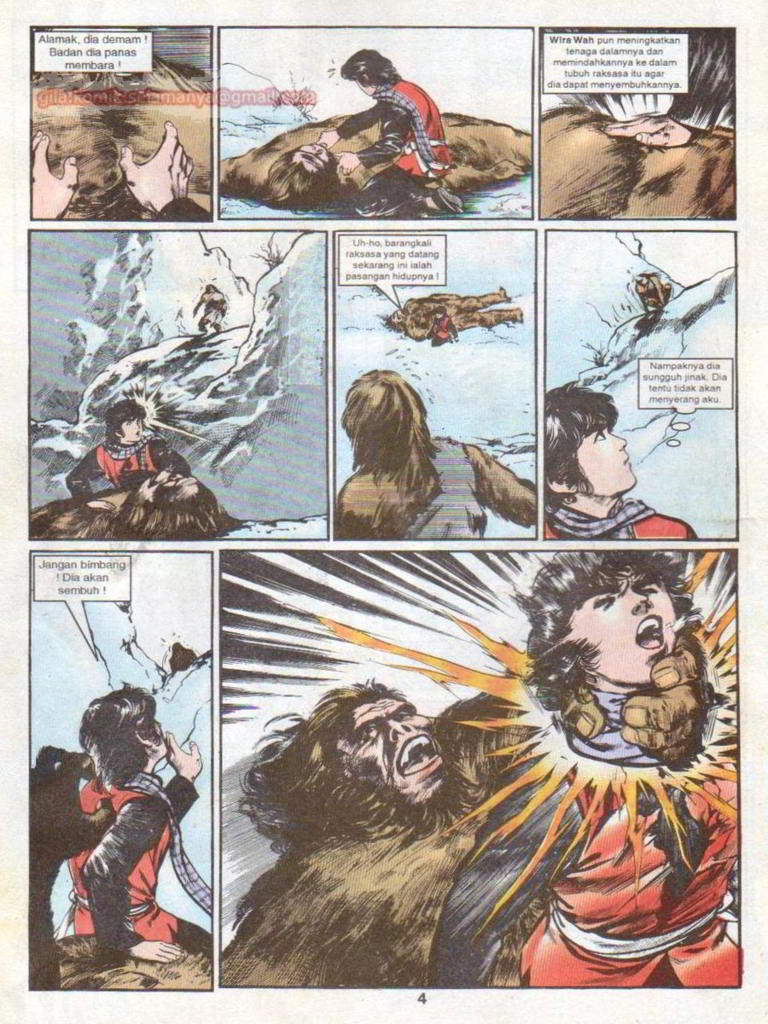 Alamak, dia demam !
Badan dia panas
membara !
Wira Wah pun meningkatkan
tenaga dalamnya dan
memindahkannya ke dalam
tubuh raksasa itu agar
dia dapat menyembuhkannya.
Uh-ho, barangkali
raksasa yang datang
sekarang ini ialah
pasangan hidupnya !
Nampaknya dia
sungguh jinak. Dia
tentu tidak akan
menyerang aku.
Jangan bimbang
! Dia akan
sembuh !
4